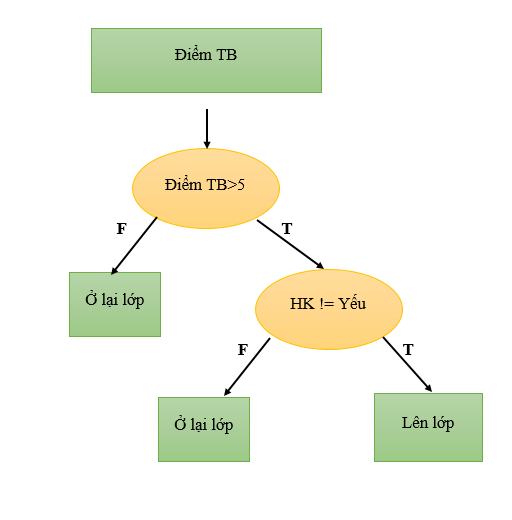 Điểm TB
Điểm TB>5
F
T
Ở lại lớp
HK != Yếu
F
T
Ở lại lớp
Lên lớp